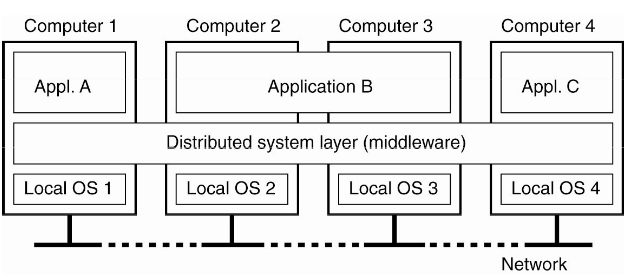 Computer 1
Computer 2
Computer 3
Computer 4
Appl. A
Application B
Appl. C
Distributed system layer (middleware)
Local OS 1
Local OS 2
Local OS 3
Local OS 4
Network